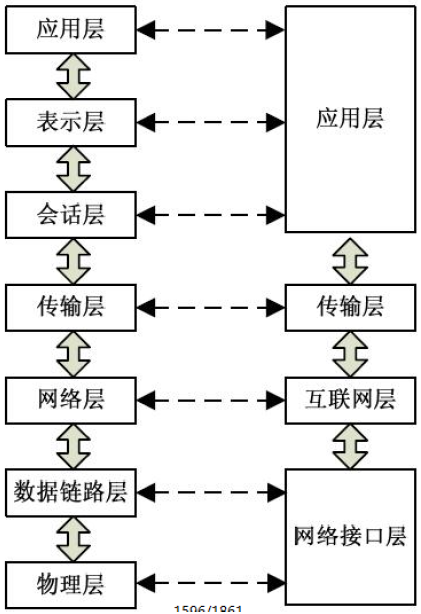 应用层
表示层
会话层
传输层
网络层
数据链路层
物理层
应用层
传输层
互联网层
网络接口层
1596/1861